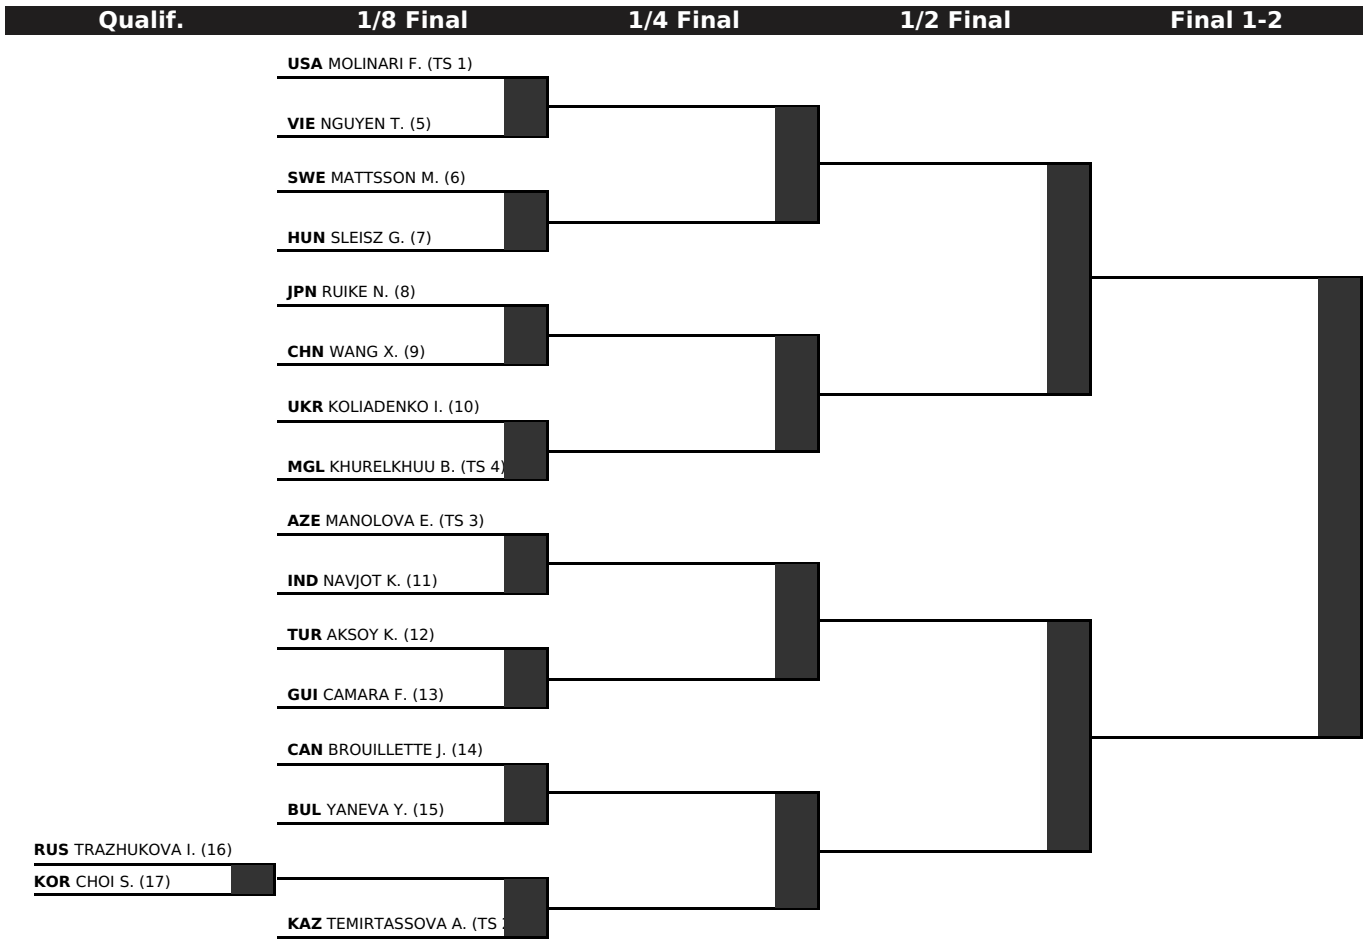 Qualif. 1/8 Final 1/4 Final 1/2 Final Final 1-2
USA MOLINARI F. (TS 1)
VIE NGUYEN T. (5)
SWE MATTSSON M. (6)
HUN SLEISZ G. (7)
JPN RUIKE N. (8)
CHN WANG X. (9)
UKR KOLIADENKO I. (10)
MGL KHURELKHUU B. (TS 4)
AZE MANOLOVA E. (TS 3)
IND NAVJOT K. (11)
TUR AKSOY K. (12)
GUI CAMARA F. (13)
CAN BROUILLETTE J. (14)
BUL YANEVA Y. (15)
RUS TRAZHUKOVA I. (16)
KOR CHOI S. (17)
KAZ TEMIRTASSOVA A. (TS